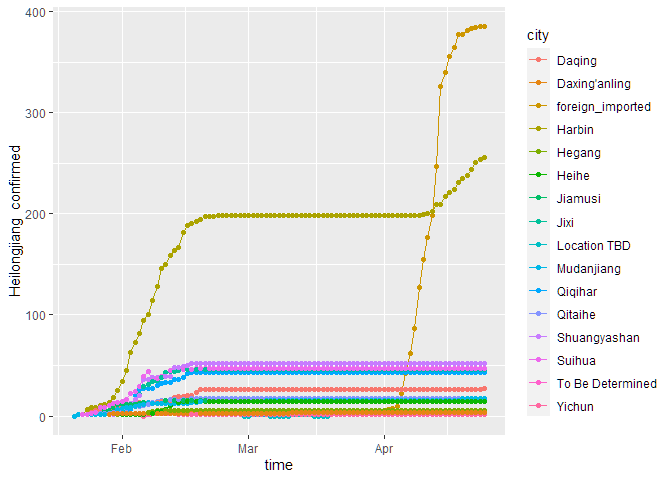 400
300
200
100
0
Heilongjiang_confirmed
Feb
Mar
Apr
time
city
Daqing
Daxing'anling
foreign_imported
Harbin
Hegang
Heihe
Jiamusi
Jixi
Location TBD
Mudanjiang
Qiqihar
Qitaihe
Shuangyashan
Suihua
To Be Determined
Yichun